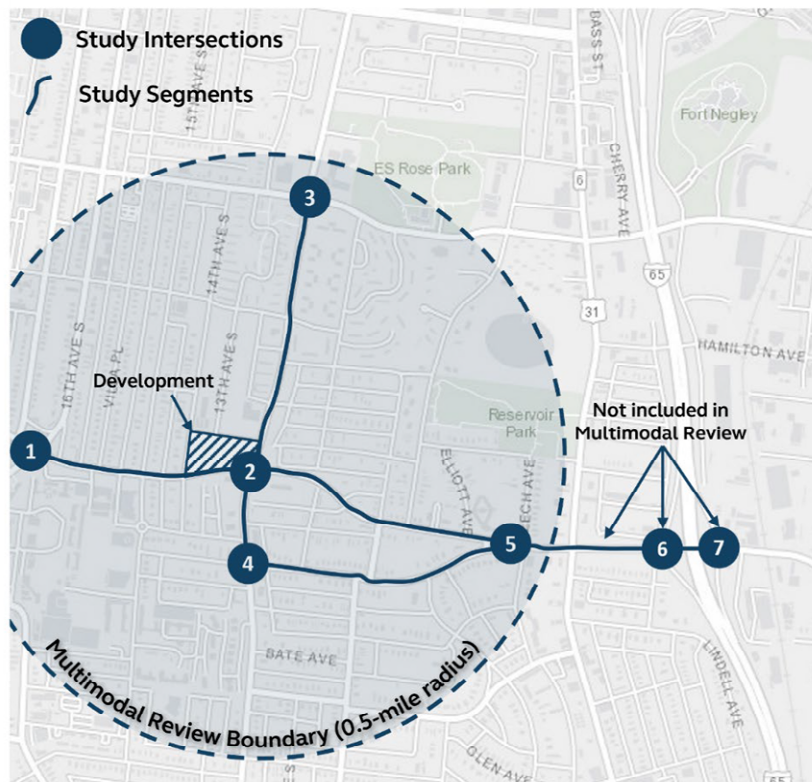 Study Intersections
Study Segments
15TH AVE S
BASS ST
Fort Negley
ES Rose Park
6
CHERRY AVE
3
14TH AVE S
65
31
HAMILTON AVE
16TH AVE S
VILLA PL
13TH AVE S
Development
Reservoir
Park
Not included in
Multimodal Review
1
2
ELLIOTT AVE
ECH AVE
5
6
7
4
BATE AVE
Multimodal Review Boundary (0.5-mile radius)
LINDELL AVE
OLEN AVE
65